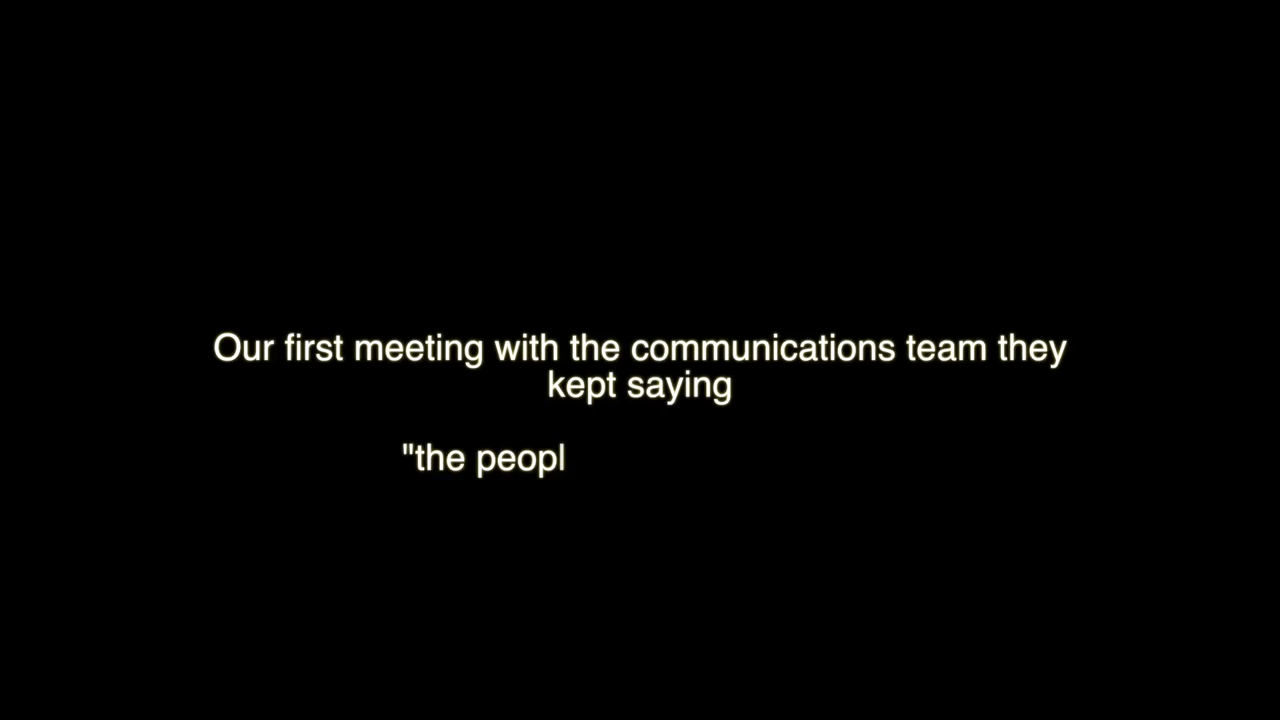 Our first meeting with the communications team they
kept saying
"the peopl